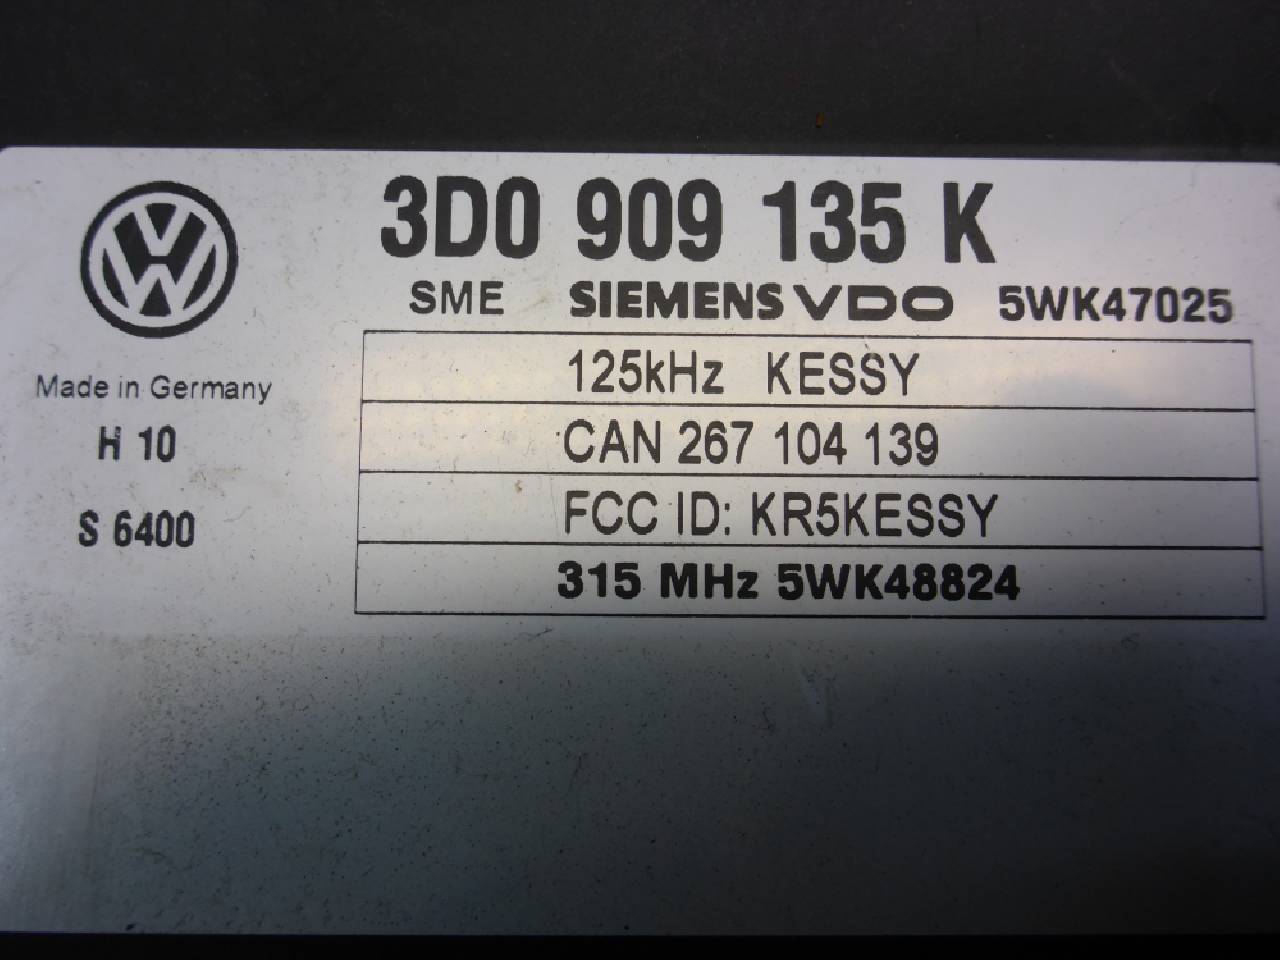 3D0 909 135 K
SME SIEMENS VDO 5WK47025
125kHz KESSY
Made in Germany
H 10
CAN 267 104 139
S 6400
FCC ID: KR5KESSY
315 MHz 5WK48824